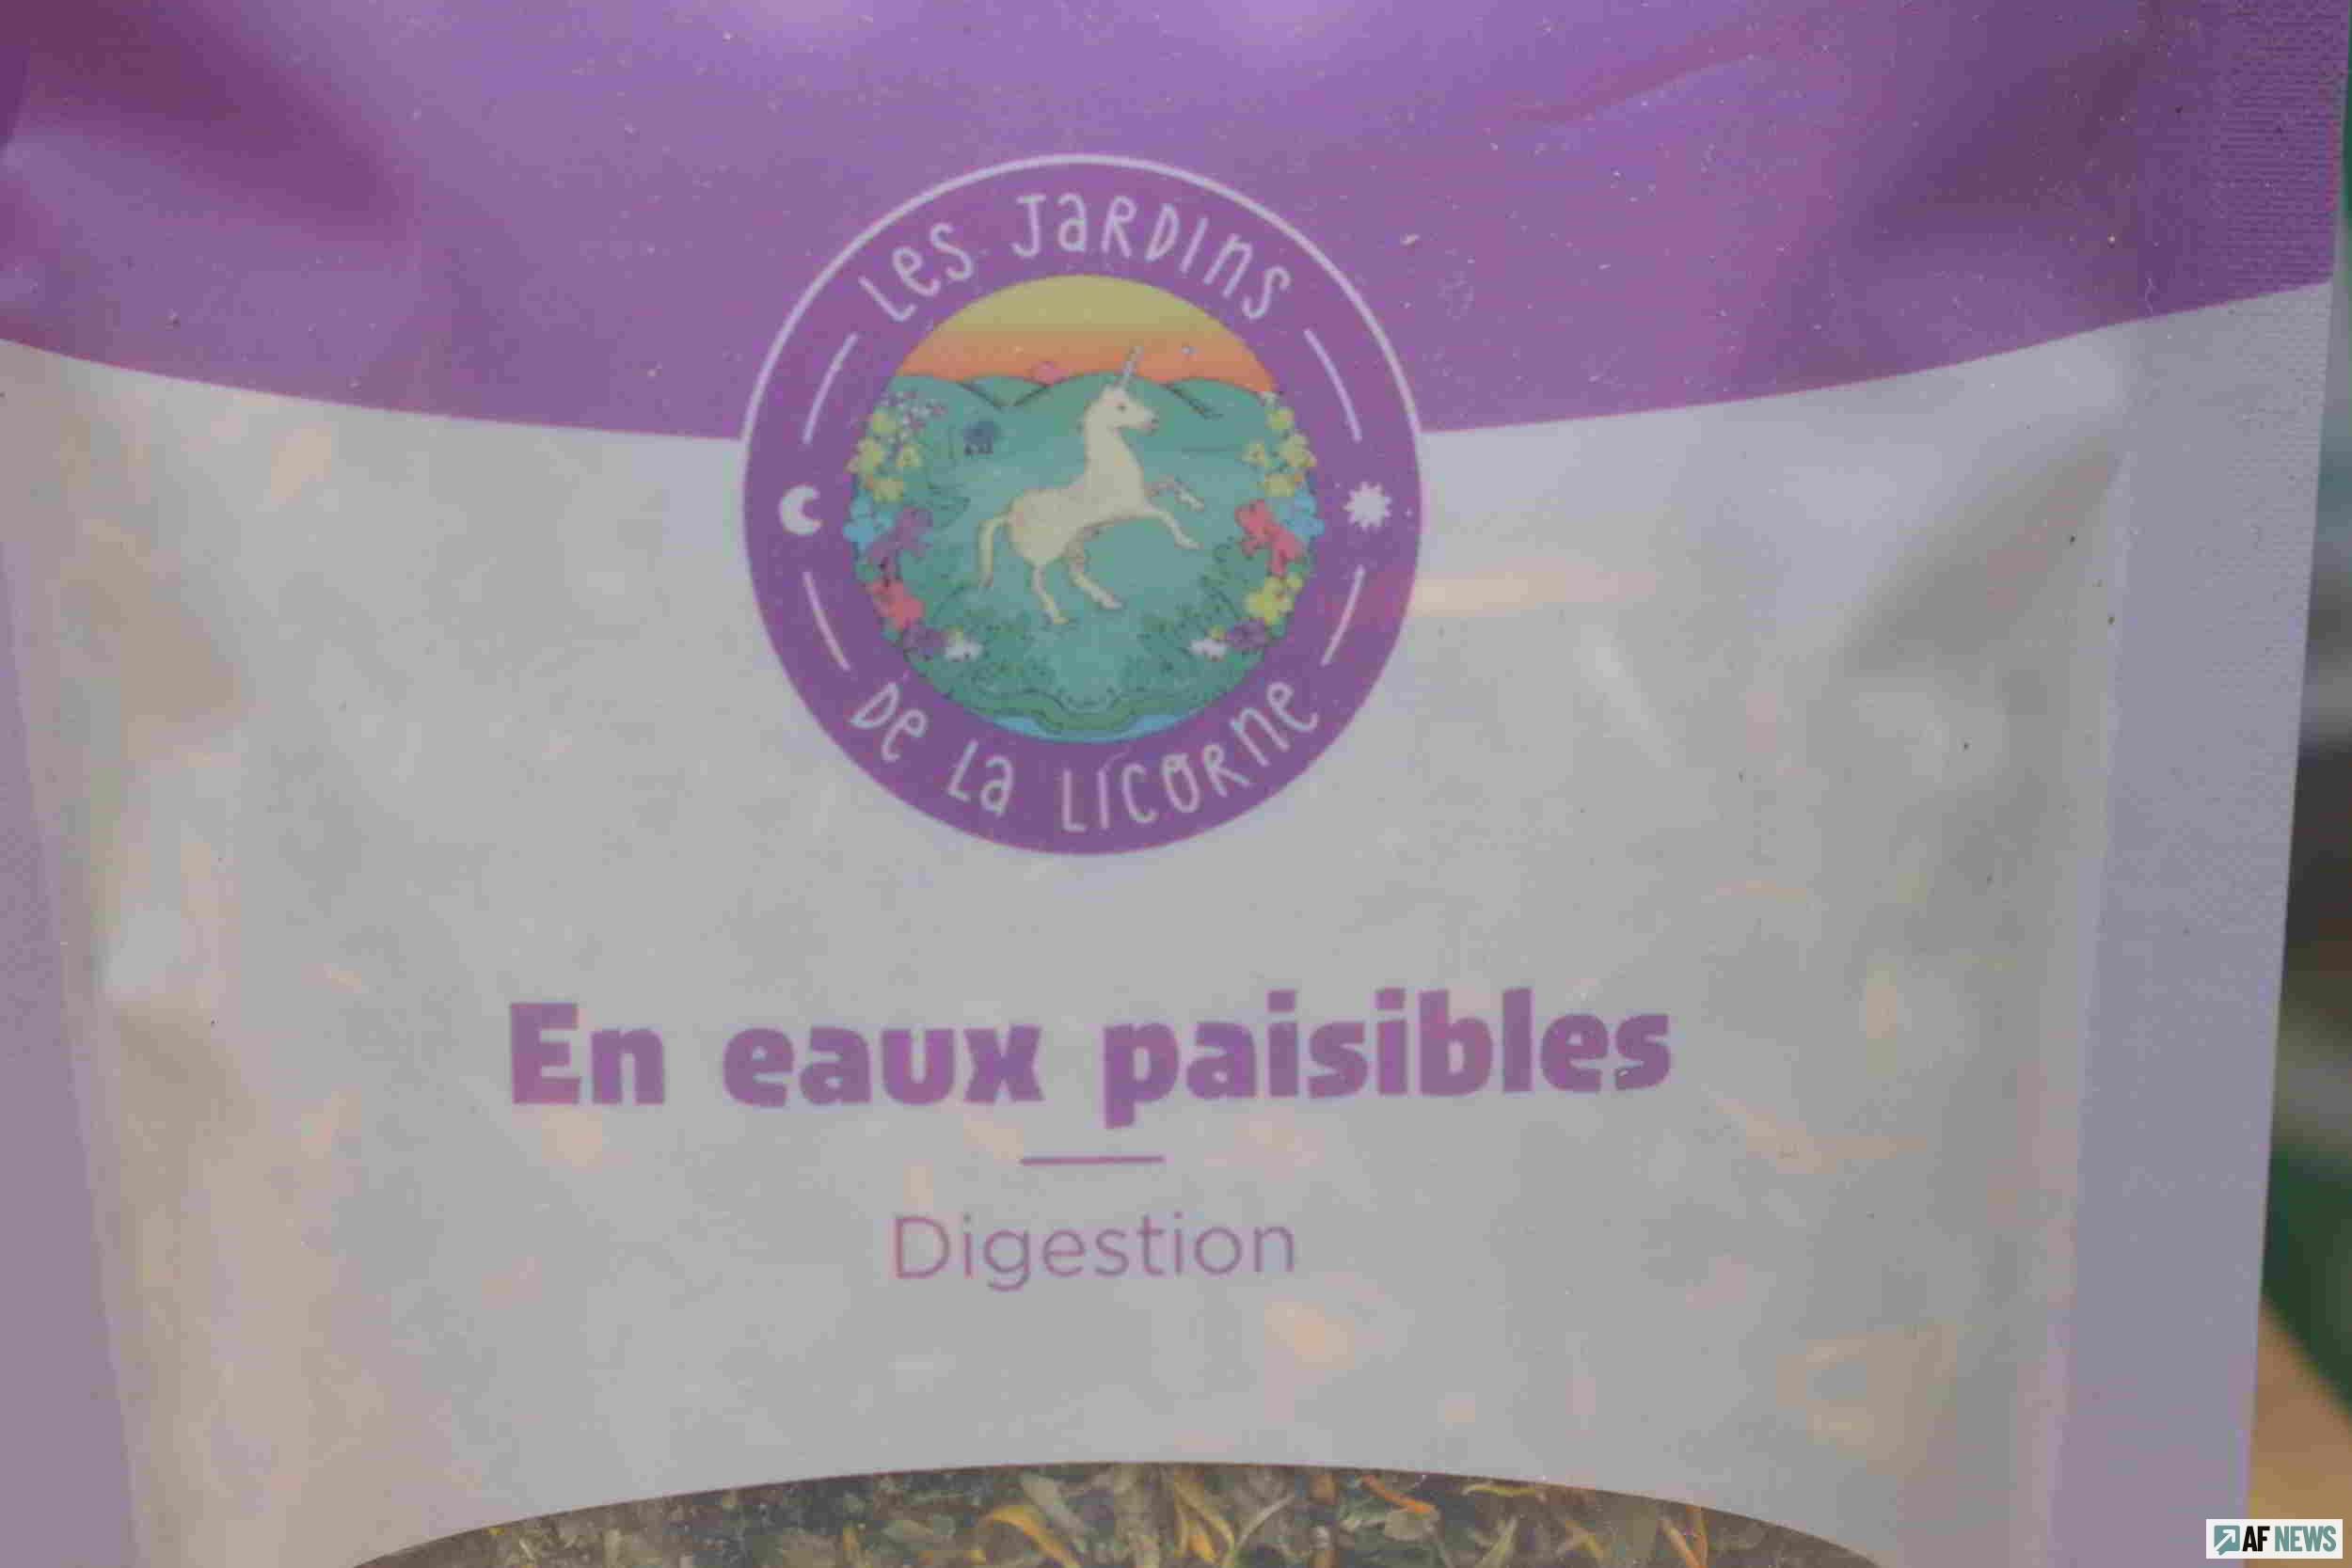 Les JaRDIns
De La LICORne
En eaux paisibles
Digestion
AF NEWS